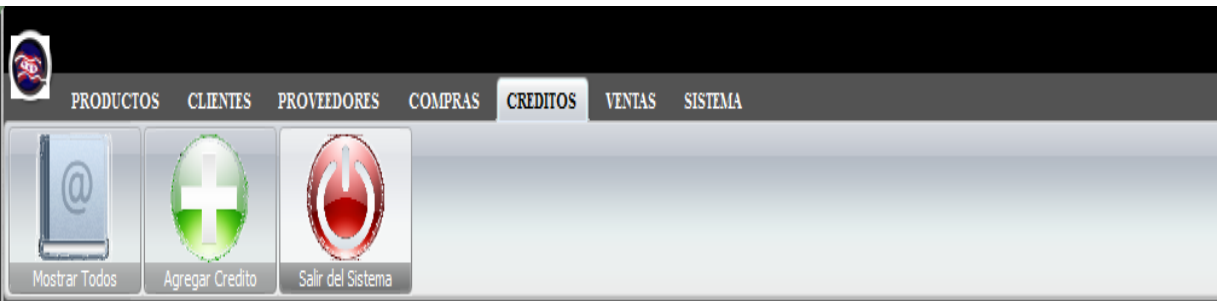 PRODUCTOS CLIENTES PROVEEDORES COMPRAS CREDITOS VENTAS SISTEMA
@
Mostrar Todos Agregar Credito Salir del Sistema